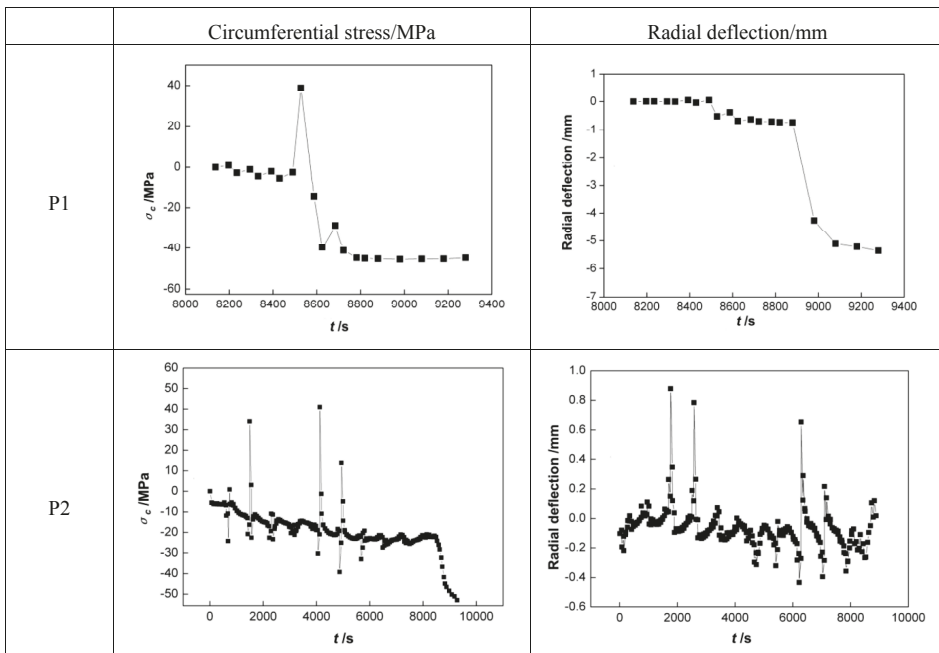 Circumferential stress/MPa Radial deflection/mm
P1
40
20
0
-20
-40
-60
σc /MPa
8000 8200 8400 8600 8800 9000 9200 9400
t /s
1
0
-1
-2
-3
-4
-5
-6
-7
Radial deflection /mm
8000 8200 8400 8600 8800 9000 9200 9400
t /s
P2
60
50
40
30
20
10
0
-10
-20
-30
-40
-50
σc /MPa
0 2000 4000 6000 8000 10000
t /s
1.0
0.8
0.6
0.4
0.2
0.0
-0.2
-0.4
-0.6
Radial deflection /mm
0 2000 4000 6000 8000 10000
t /s